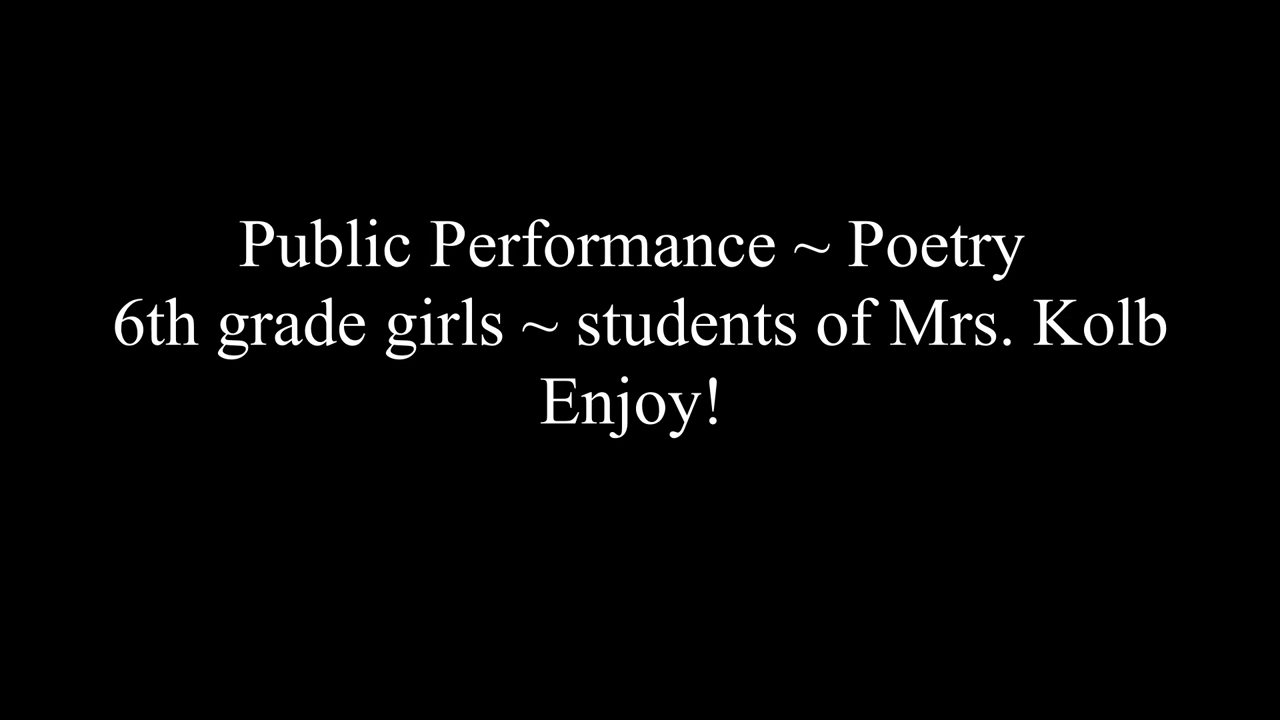 Public Performance ~ Poetry
6th grade girls ~ students of Mrs. Kolb
Enjoy!